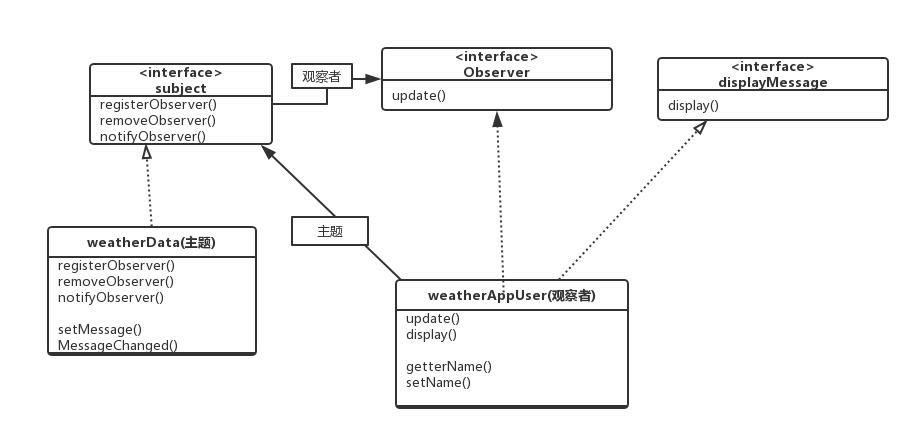 <interface>
subject
registerObserver()
removeObserver()
notifyObserver()
观察者
<interface>
Observer
update()
<interface>
displayMessage
display()
主题
weatherData(主题)
registerObserver()
removeObserver()
notifyObserver()
setMessage()
MessageChanged()
weatherAppUser(观察者)
update()
display()
getterName()
setName()